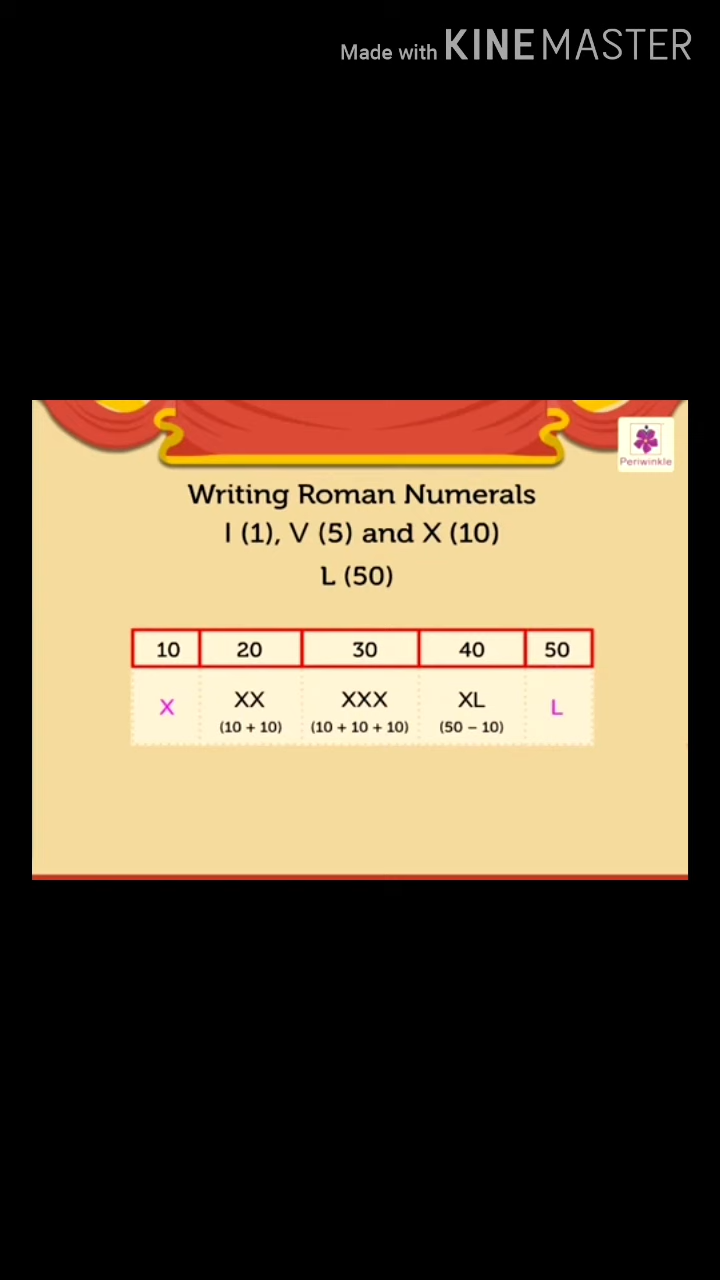 Made with KINEMASTER
Periwinkle
Writing Roman Numerals
I (1), V (5) and X (10)
L (50)
10 20 30 40 50
X XX XXX XL L
(10 + 10) (10 + 10 + 10) (50 − 10)